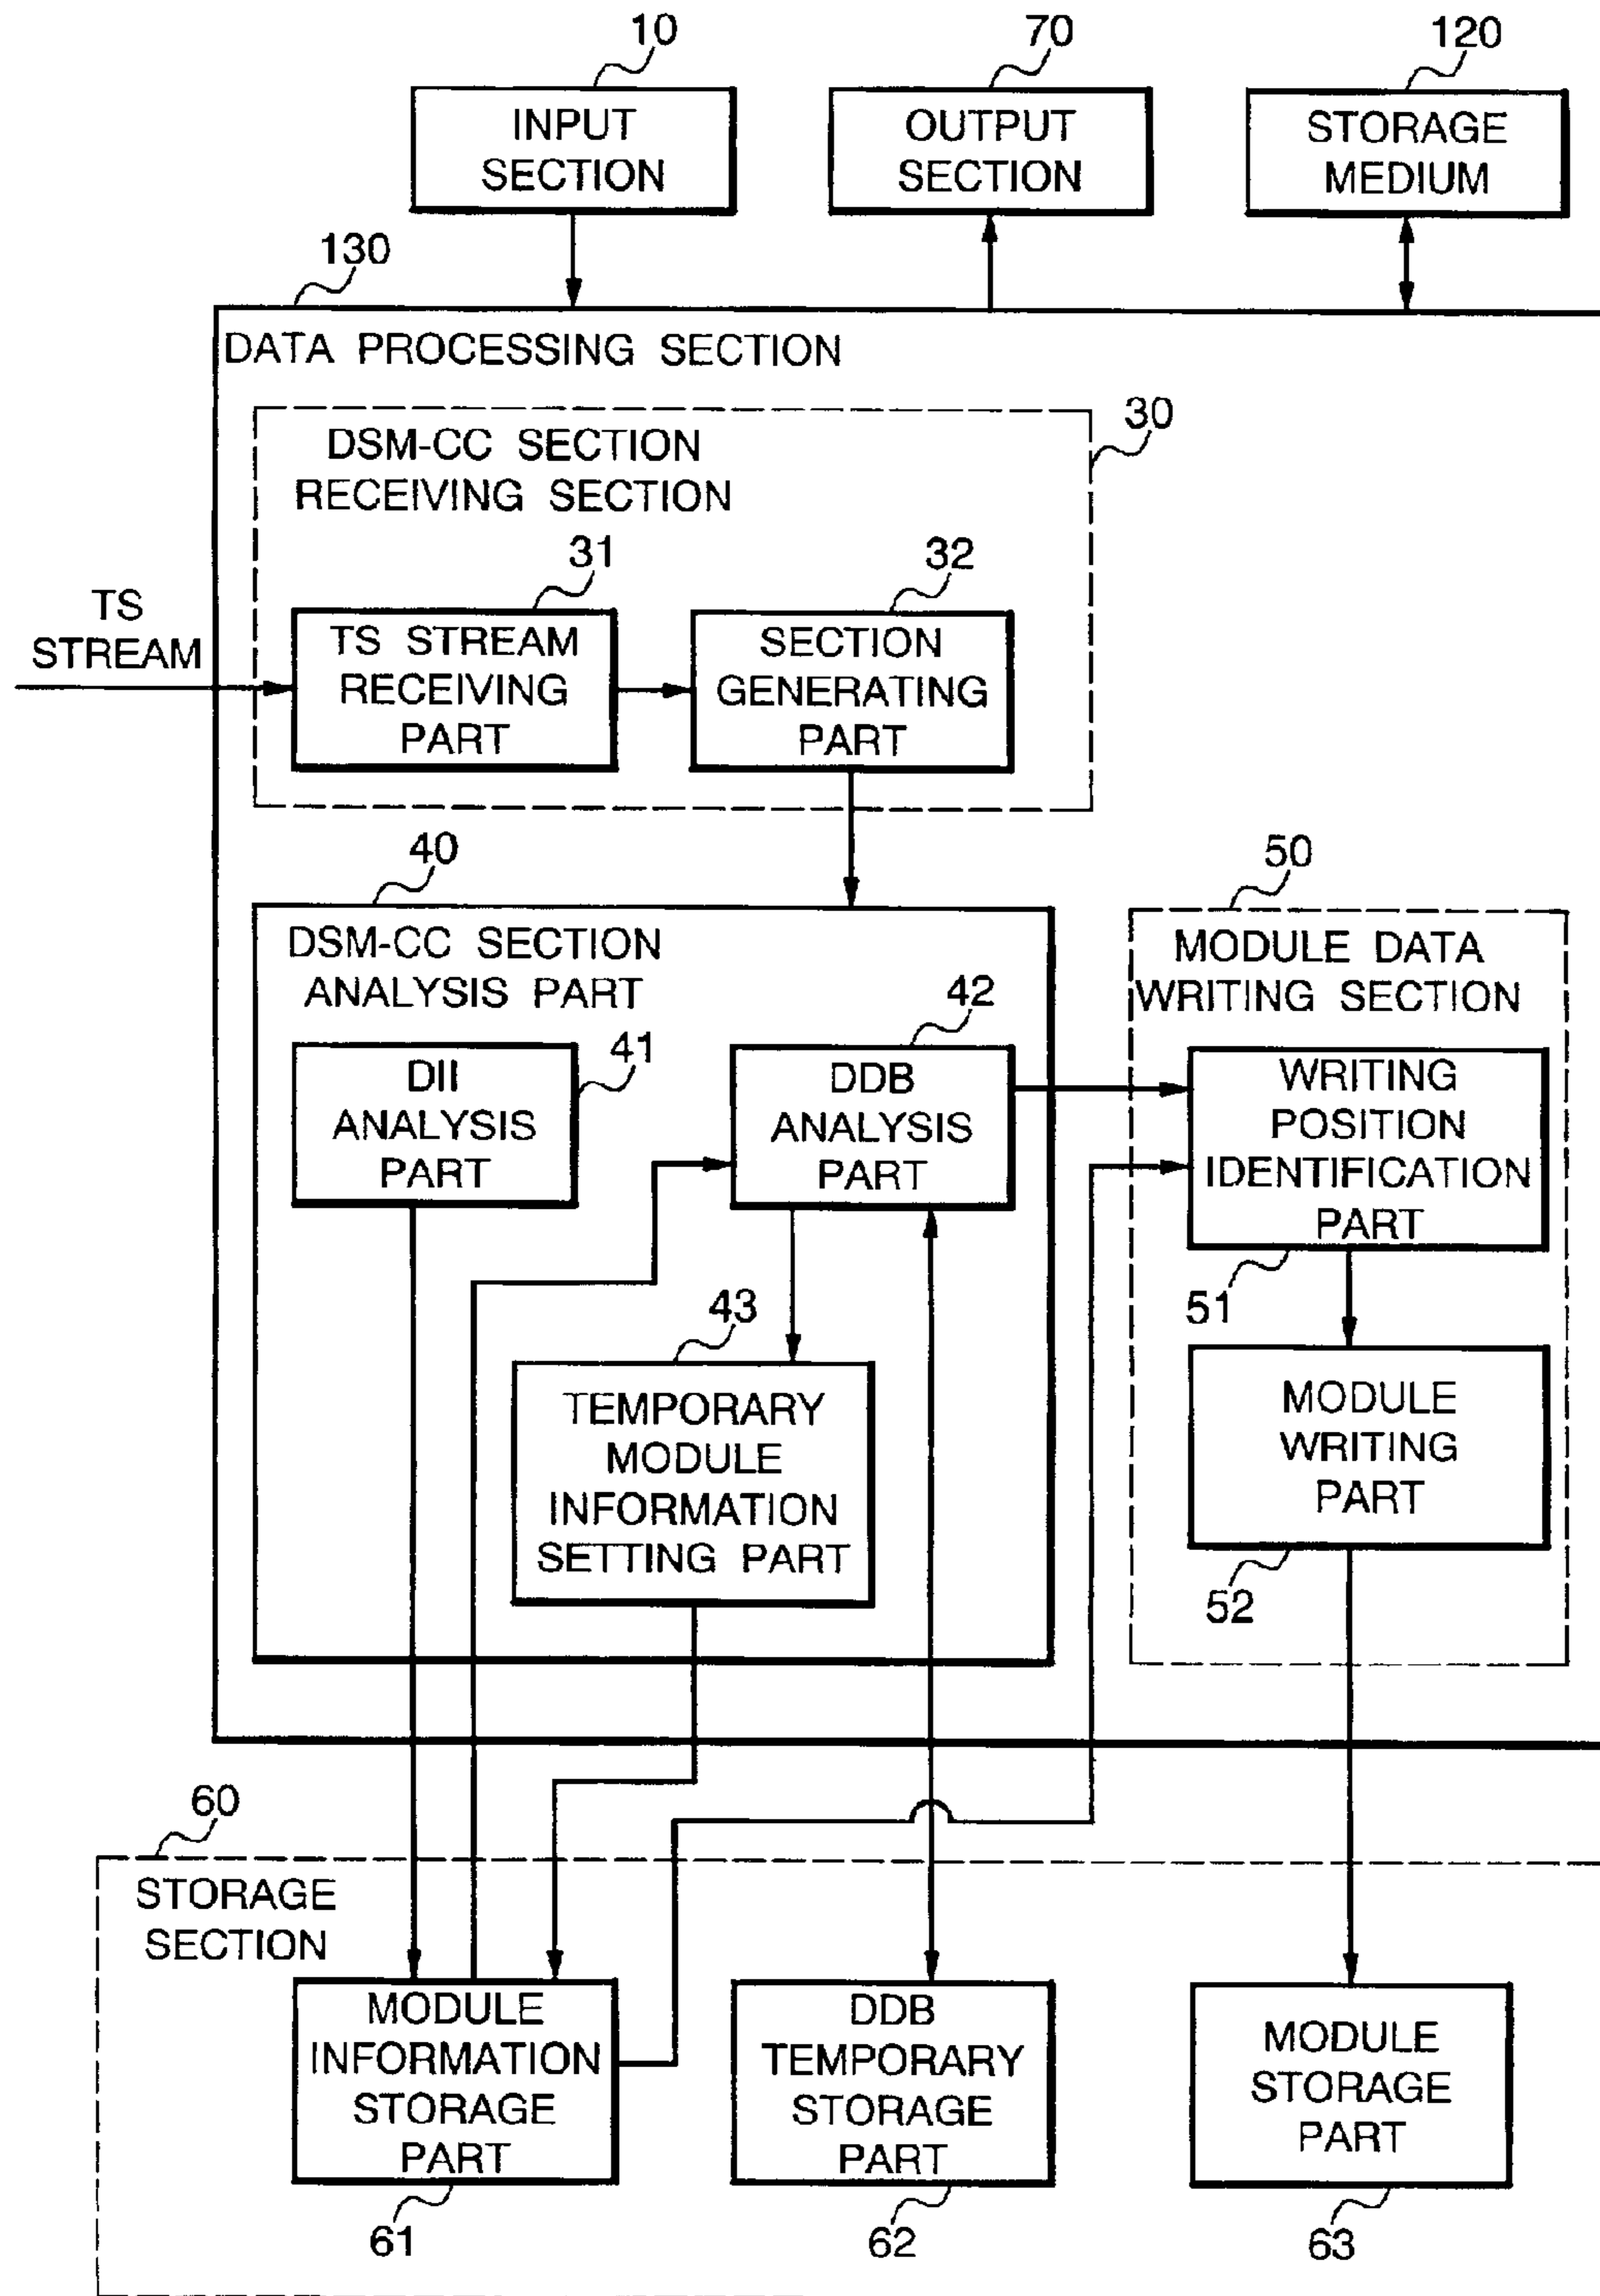 10
70
120
INPUT
SECTION
OUTPUT
SECTION
STORAGE
MEDIUM
130
DATA PROCESSING SECTION
30
DSM-CC SECTION
RECEIVING SECTION
31
32
TS
STREAM
TS STREAM
RECEIVING
PART
SECTION
GENERATING
PART
40
50
DSM-CC SECTION
ANALYSIS PART
MODULE DATA
WRITING SECTION
42
41
DII
ANALYSIS
PART
DDB
ANALYSIS
PART
WRITING
POSITION
IDENTIFICATION
PART
51
43
TEMPORARY
MODULE
INFORMATION
SETTING PART
MODULE
WRITING
PART
52
60
STORAGE
SECTION
MODULE
INFORMATION
STORAGE
PART
DDB
TEMPORARY
STORAGE
PART
MODULE
STORAGE
PART
61
62
63